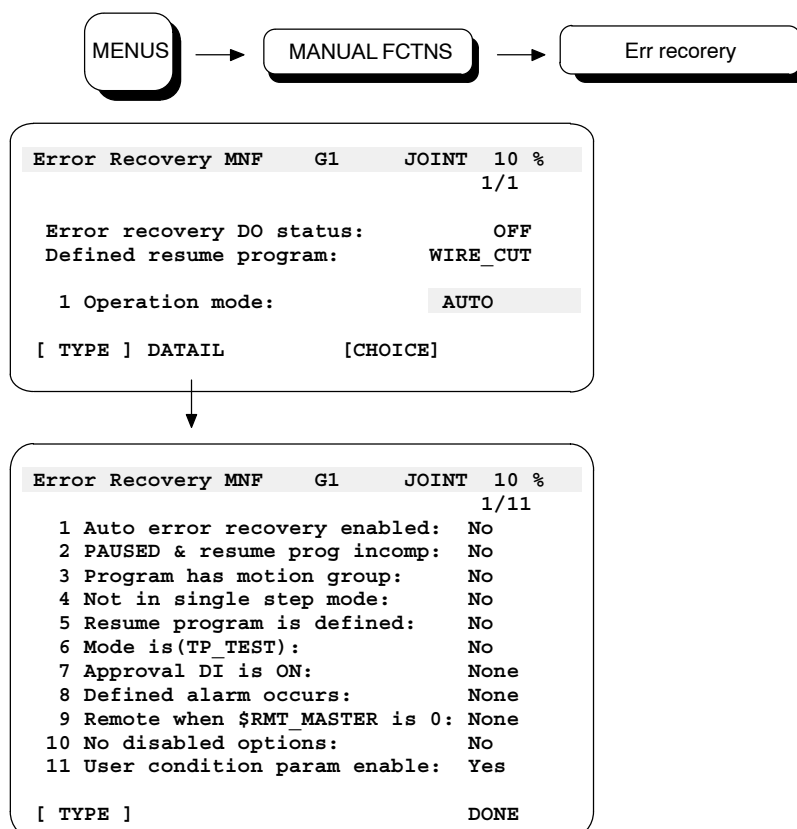 MENUS MANUAL FCTNS Err recorery
Error Recovery MNF G1 JOINT 10 %
1/1
Error recovery DO status: OFF
Defined resume program: WIRE_CUT
1 Operation mode: AUTO
[ TYPE ] DATAIL [CHOICE]
Error Recovery MNF G1 JOINT 10 %
1/11
1 Auto error recovery enabled: No
2 PAUSED & resume prog incomp: No
3 Program has motion group: No
4 Not in single step mode: No
5 Resume program is defined: No
6 Mode is(TP_TEST): No
7 Approval DI is ON: None
8 Defined alarm occurs: None
9 Remote when $RMT_MASTER is 0: None
10 No disabled options: No
11 User condition param enable: Yes
[ TYPE ] DONE